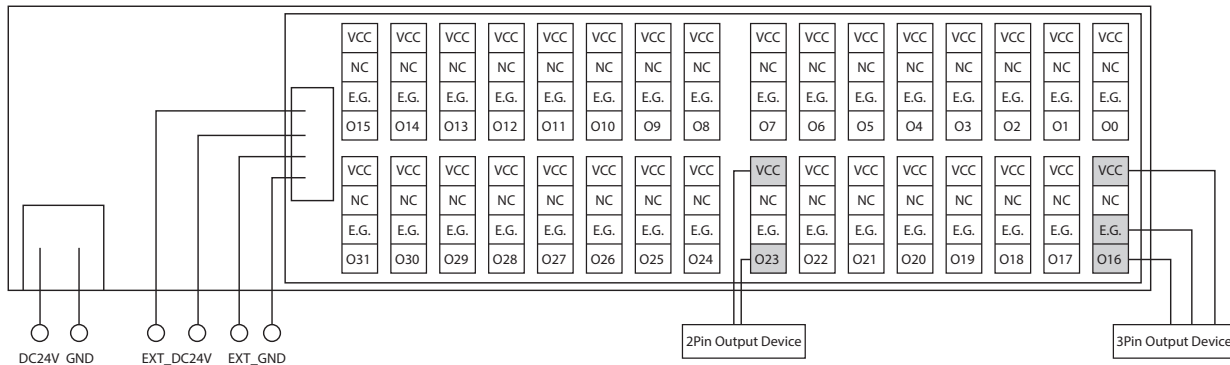 VCC VCC VCC VCC VCC VCC VCC VCC VCC VCC VCC VCC VCC VCC VCC VCC
NC NC NC NC NC NC NC NC NC NC NC NC NC NC NC NC
E.G. E.G. E.G. E.G. E.G. E.G. E.G. E.G. E.G. E.G. E.G. E.G. E.G. E.G. E.G. E.G.
O15 O14 O13 O12 O11 O10 O9 O8 O7 O6 O5 O4 O3 O2 O1 O0
VCC VCC VCC VCC VCC VCC VCC VCC VCC VCC VCC VCC VCC VCC VCC VCC
NC NC NC NC NC NC NC NC NC NC NC NC NC NC NC NC
E.G. E.G. E.G. E.G. E.G. E.G. E.G. E.G. E.G. E.G. E.G. E.G. E.G. E.G. E.G. E.G.
O31 O30 O29 O28 O27 O26 O25 O24 O23 O22 O21 O20 O19 O18 O17 O16
2Pin Output Device 3Pin Output Device
DC24V GND EXT_DC24V EXT_GND